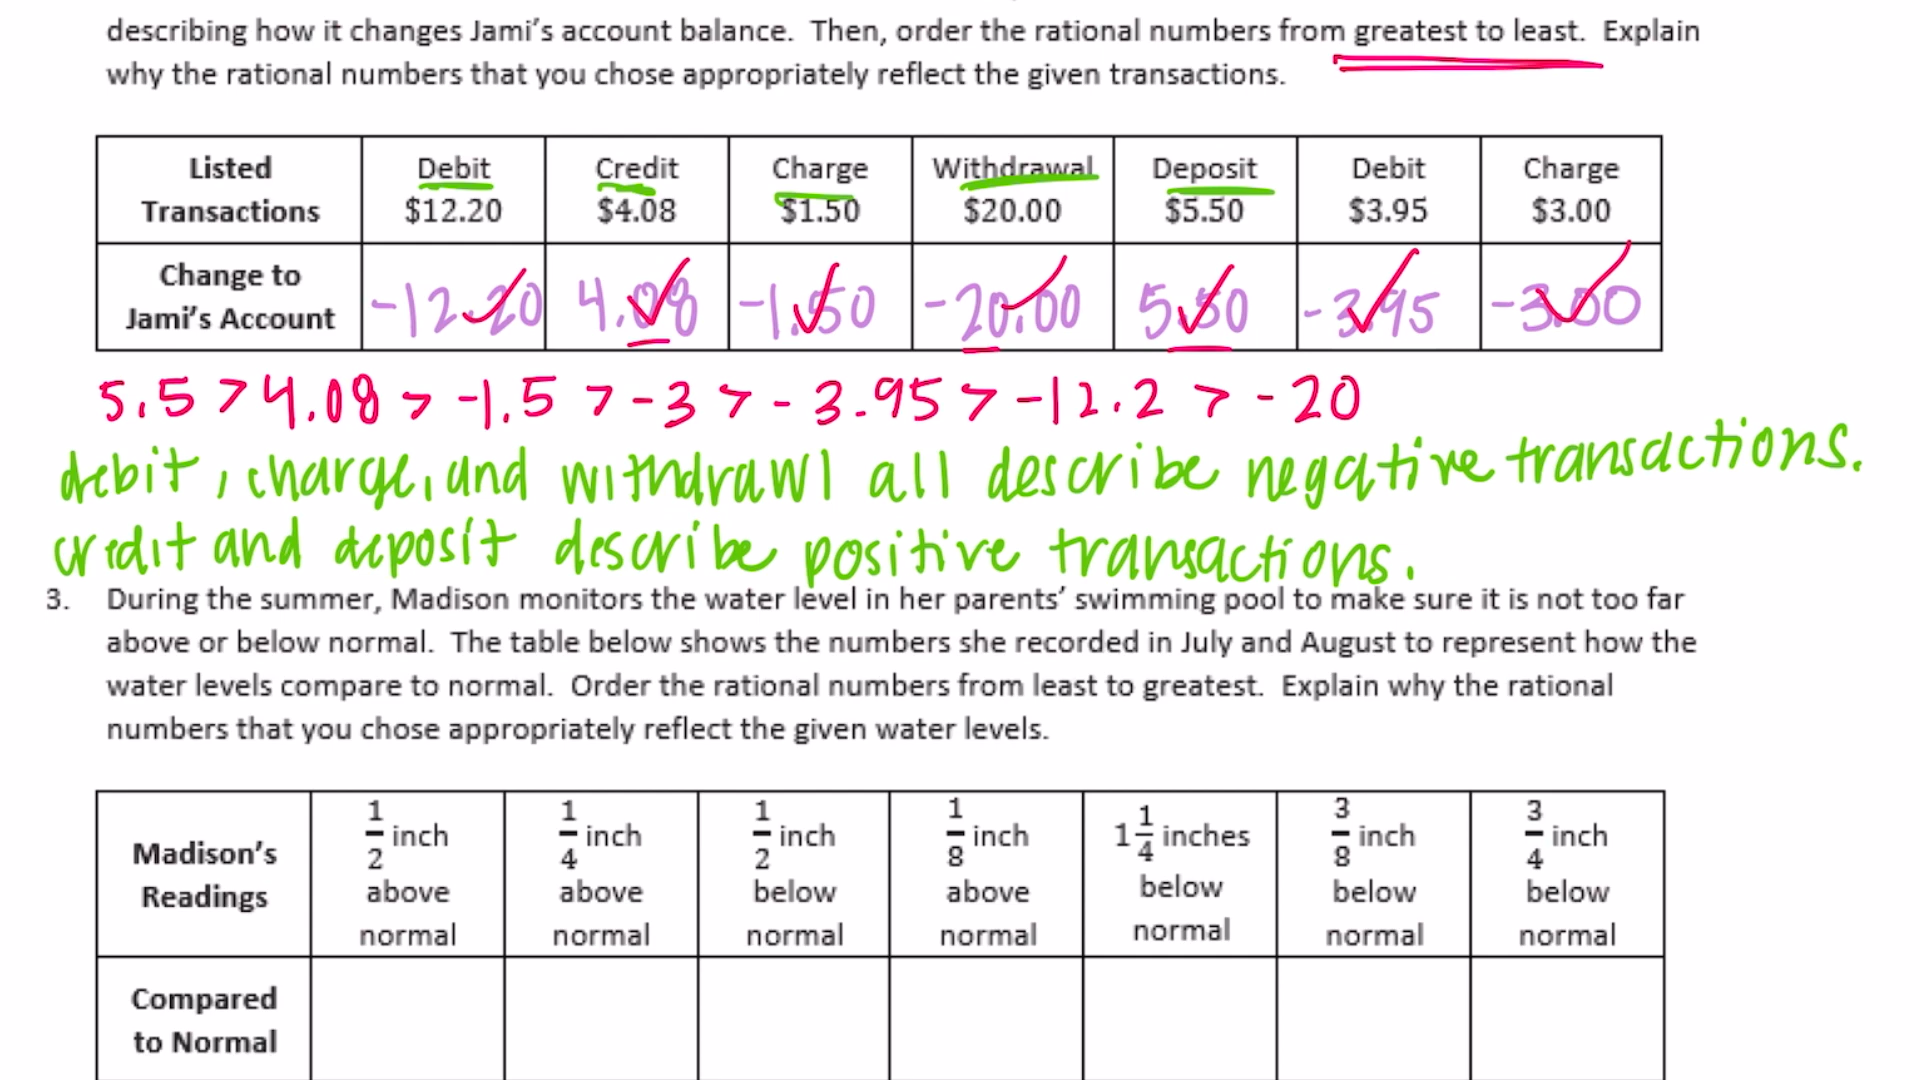 describing how it changes Jami’s account balance. Then, order the rational numbers from greatest to least. Explain
why the rational numbers that you chose appropriately reflect the given transactions.
Listed Transactions | Debit $12.20 | Credit $4.08 | Charge $1.50 | Withdrawal $20.00 | Deposit $5.50 | Debit $3.95 | Charge $3.00
Change to Jami’s Account | -12.20 | 4.08 | -1.50 | -20.00 | 5.50 | -3.95 | -3.00
5.5 > 4.08 > -1.5 > -3 > -3.95 > -12.2 > -20
debit, charge, and withdrawl all describe negative transactions.
credit and deposit describe positive transactions.
3. During the summer, Madison monitors the water level in her parents’ swimming pool to make sure it is not too far
above or below normal. The table below shows the numbers she recorded in July and August to represent how the
water levels compare to normal. Order the rational numbers from least to greatest. Explain why the rational
numbers that you chose appropriately reflect the given water levels.
Madison’s Readings | 1/2 inch above normal | 1/4 inch above normal | 1/2 inch below normal | 1/8 inch above normal | 1 1/4 inches below normal | 3/8 inch below normal | 3/4 inch below normal
Compared to Normal